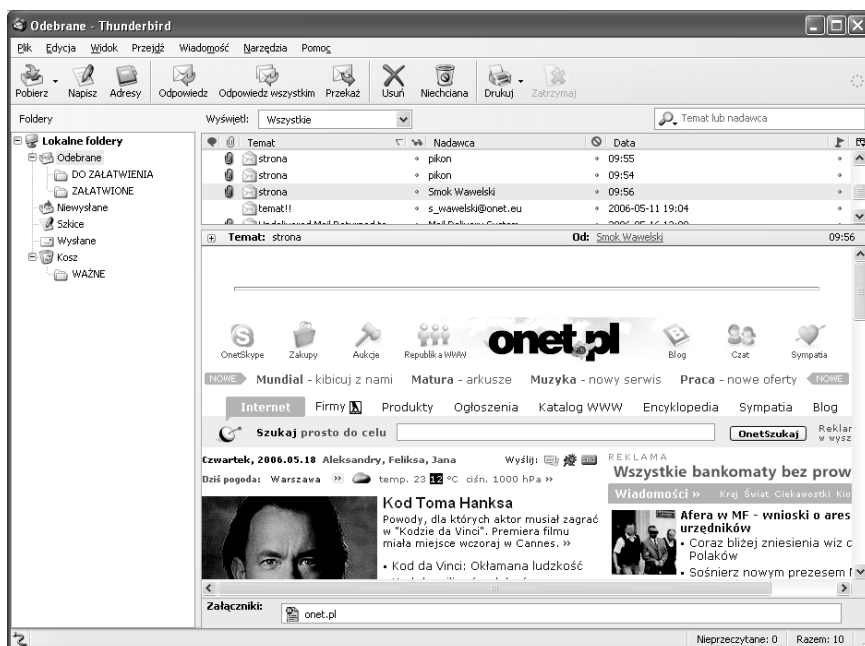 Odebrane - Thunderbird
Plik Edycja Widok Przejdź Wiadomość Narzędzia Pomoc
Pobierz Napisz Adresy Odpowiedz Odpowiedz wszystkim Przekaż Usuń Niechciana Drukuj Zatrzymaj
Foldery
Wyświetl: Wszystkie
Temat lub nadawca
Lokalne foldery
Odebrane
DO ZAŁATWIENIA
ZAŁATWIONE
Niewysłane
Szkice
Wysłane
Kosz
WAŻNE
Temat Nadawca Data
strona pikon 09:55
strona pikon 09:54
strona Smok Wawelski 09:56
temat!! s_wawelski@onet.eu 2006-05-11 19:04
Temat: strona Od: Smok Wawelski 09:56
OnetSkype Zakupy Aukcje Republika WWW onet.pl Blog Czat Sympatia
NOWE Mundial - kibicuj z nami Matura - arkusze Muzyka - nowy serwis Praca - nowe oferty NOWE
Internet Firmy Produkty Ogłoszenia Katalog WWW Encyklopedia Sympatia Blog
Szukaj prosto do celu OnetSzukaj Reklar
w wysz
Czwartek, 2006.05.18 Aleksandry, Feliksa, Jana Wyślij: SMS
Dziś pogoda: Warszawa » temp. 23 12 °C ciśn. 1000 hPa »
REKLAMA
Wszystkie bankomaty bez prow
Wiadomości » Kraj Świat Ciekawostki Kio
Kod Toma Hanksa
Powody, dla których aktor musiał zagrać
w "Kodzie da Vinci". Premiera filmu
miała miejsce wczoraj w Cannes. »
• Kod da Vinci: Okłamana ludzkość
Afera w MF - wnioski o ares
urzędników
• Coraz bliżej zniesienia wiz c
Polaków
• Sośnierz nowym prezesem N
Załączniki: onet.pl
Nieprzeczytane: 0 Razem: 10